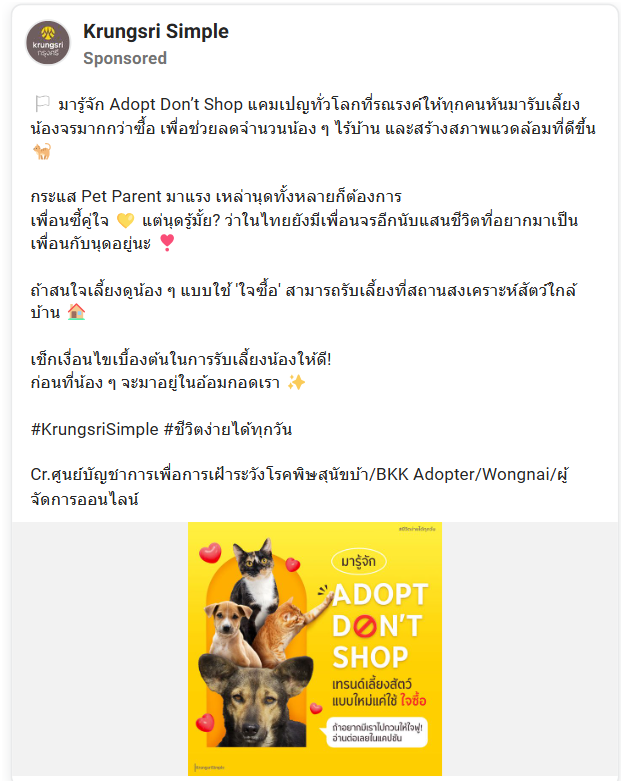 krungsri
กรุงศรี
Krungsri Simple
Sponsored
มารู้จัก Adopt Don’t Shop แคมเปญทั่วโลกที่รณรงค์ให้ทุกคนหันมารับเลี้ยง
น้องจรมากกว่าซื้อ เพื่อช่วยลดจำนวนน้อง ๆ ไร้บ้าน และสร้างสภาพแวดล้อมที่ดีขึ้น
กระแส Pet Parent มาแรง เหล่านุดทั้งหลายก็ต้องการ
เพื่อนซี้คู่ใจ 💛 แต่นุดรู้มั้ย? ว่าในไทยยังมีเพื่อนจรอีกนับแสนชีวิตที่อยากมาเป็น
เพื่อนกับนุดอยู่นะ ❣️
ถ้าสนใจเลี้ยงดูน้อง ๆ แบบใช้ 'ใจซื้อ' สามารถรับเลี้ยงที่สถานสงเคราะห์สัตว์ใกล้
บ้าน 🏠
เช็กเงื่อนไขเบื้องต้นในการรับเลี้ยงน้องให้ดี!
ก่อนที่น้อง ๆ จะมาอยู่ในอ้อมกอดเรา ✨
#KrungsriSimple #ชีวิตง่ายได้ทุกวัน
Cr.ศูนย์บัญชาการเพื่อการเฝ้าระวังโรคพิษสุนัขบ้า/BKK Adopter/Wongnai/ผู้
จัดการออนไลน์
#ชีวิตง่ายได้ทุกวัน
มารู้จัก
ADOPT
DON'T
SHOP
เทรนด์เลี้ยงสัตว์
แบบใหม่แค่ใช้ ใจซื้อ
ถ้าอยากมีเราไปกวนให้ใจฟู!
อ่านต่อเลยในแคปชัน
KrungsriSimple